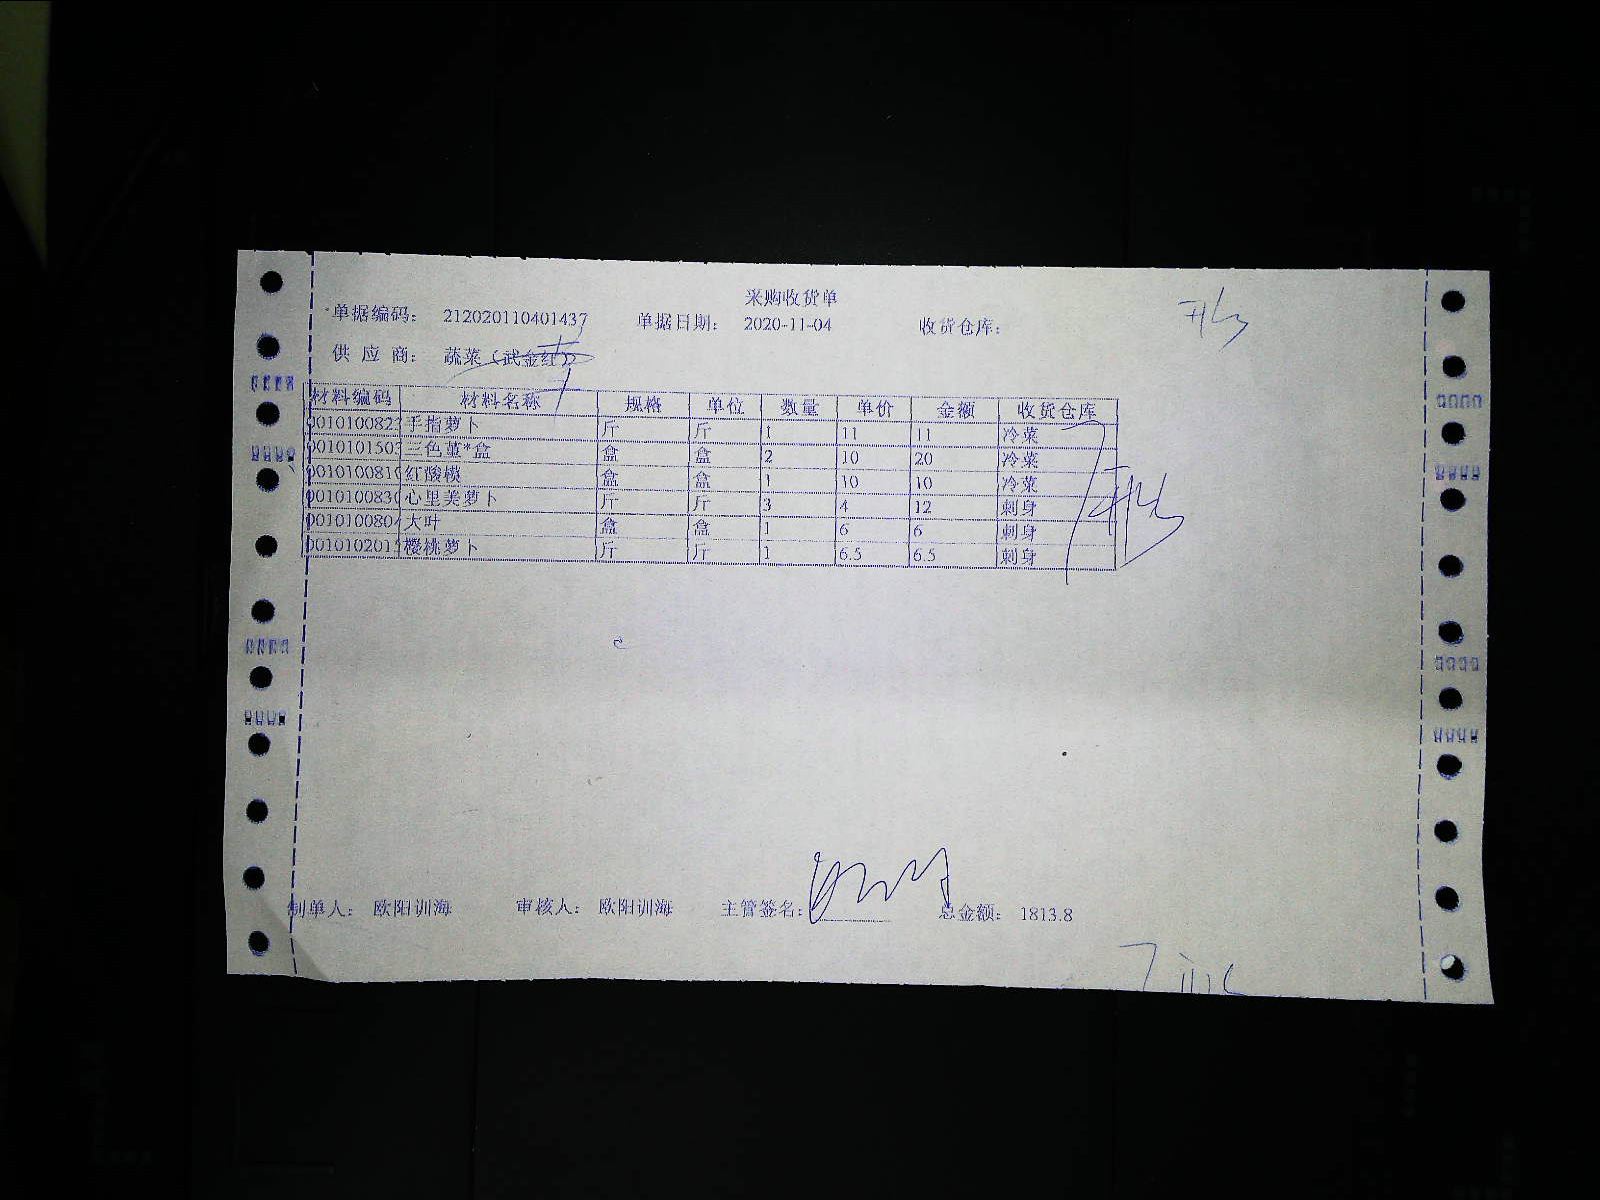 采购收货单
单据编码： 212020110401437 单据日期： 2020-11-04 收货仓库：
供 应 商： 蔬菜（武金红）
材料编码 材料名称 规格 单位 数量 单价 金额 收货仓库
0010100823 手指萝卜 斤 斤 1 11 11 冷菜
0010101503 三色堇*盒 盒 盒 2 10 20 冷菜
001010081 红酸模 盒 盒 1 10 10 冷菜
001010083 心里美萝卜 斤 斤 3 4 12 刺身
001010080 大叶 盒 盒 1 6 6 刺身
001010201 樱桃萝卜 斤 斤 1 6.5 6.5 刺身
制单人： 欧阳训海 审核人： 欧阳训海 主管签名： 总金额： 1813.8